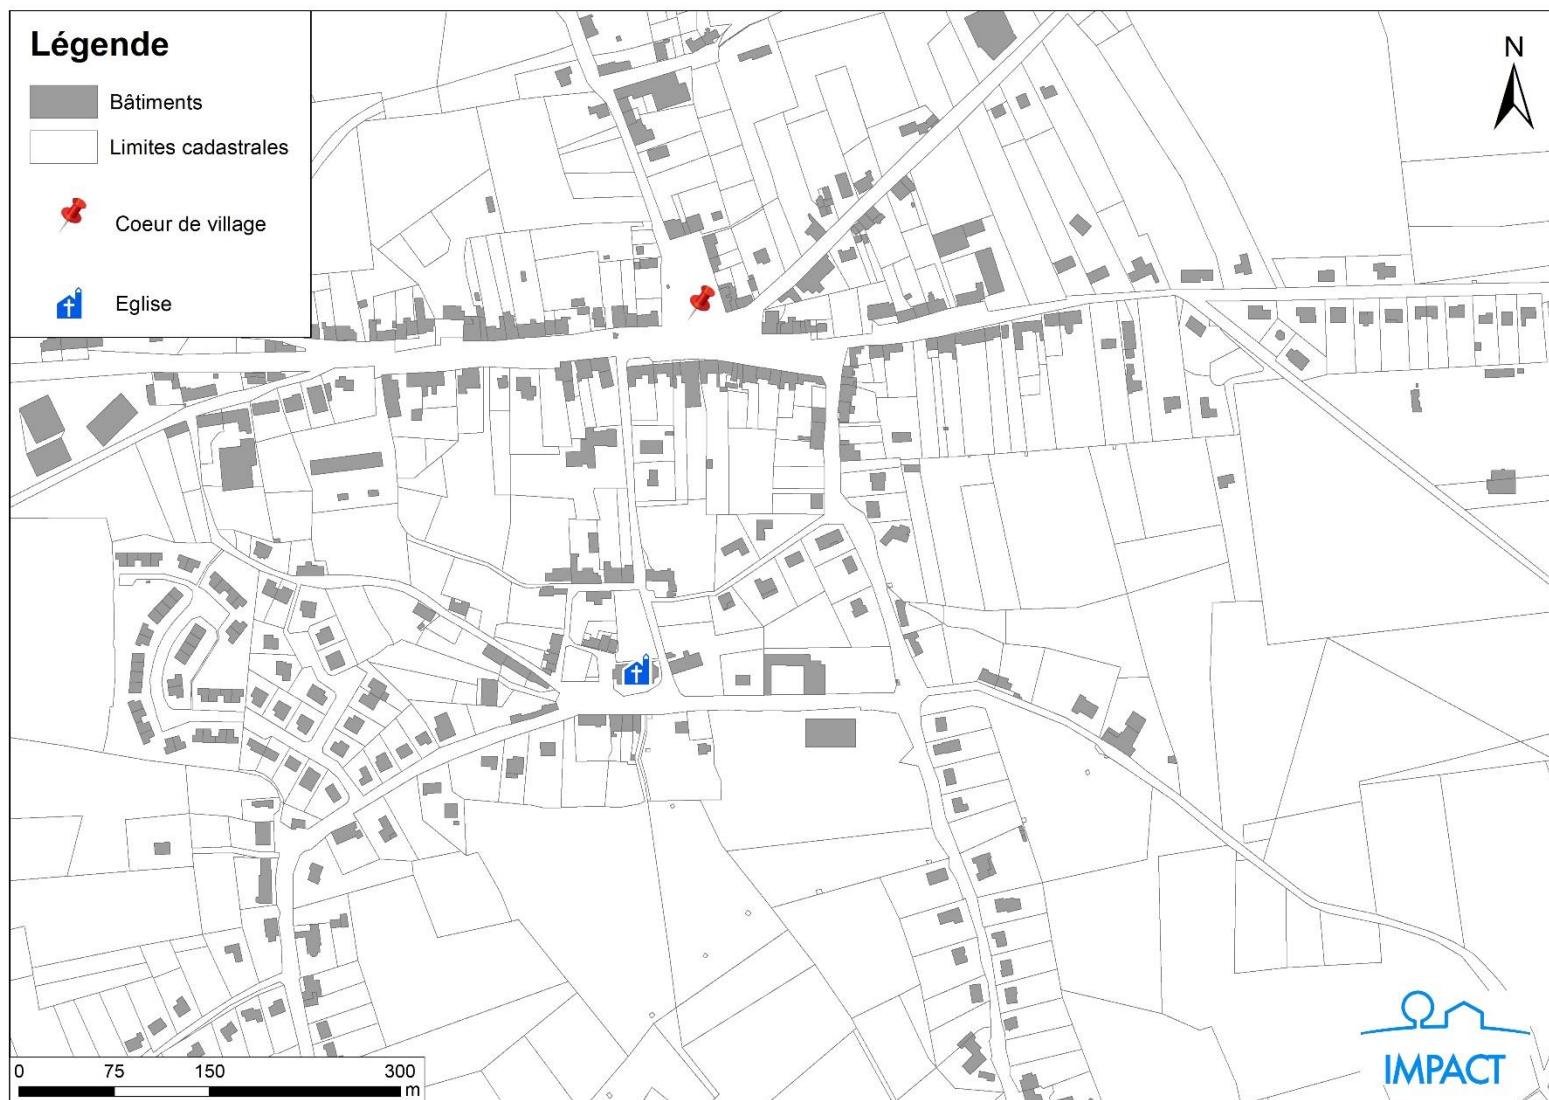 Légende
Bâtiments
Limites cadastrales
Coeur de village
Eglise
N
0 75 150 300
m
IMPACT